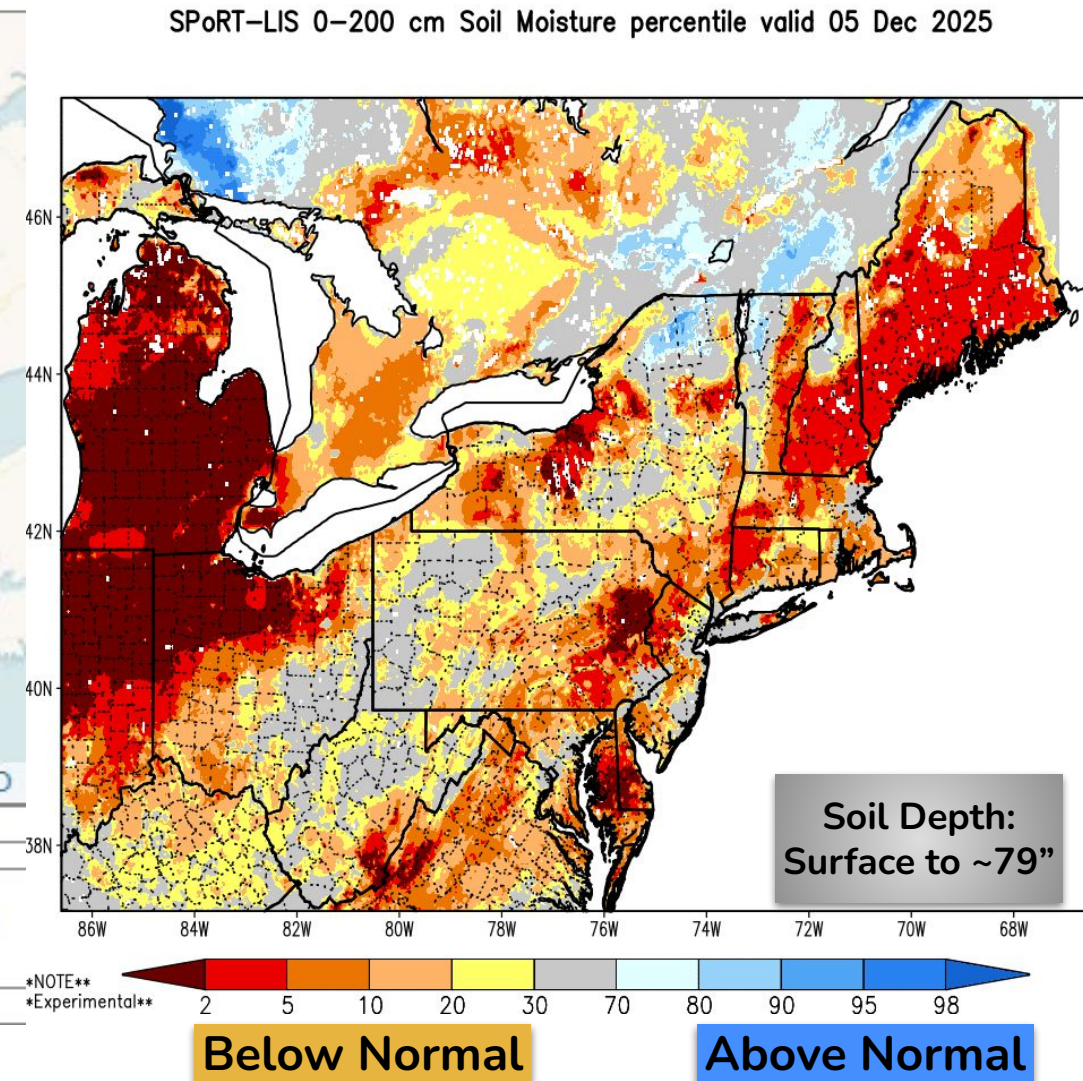 SPoRT-LIS 0-200 cm Soil Moisture percentile valid 05 Dec 2025
46N
44N
42N
40N
38N
Soil Depth:
Surface to ~79”
86W 84W 82W 80W 78W 76W 74W 72W 70W 68W
*NOTE**
*Experimental**
2 5 10 20 30 70 80 90 95 98
Below Normal Above Normal